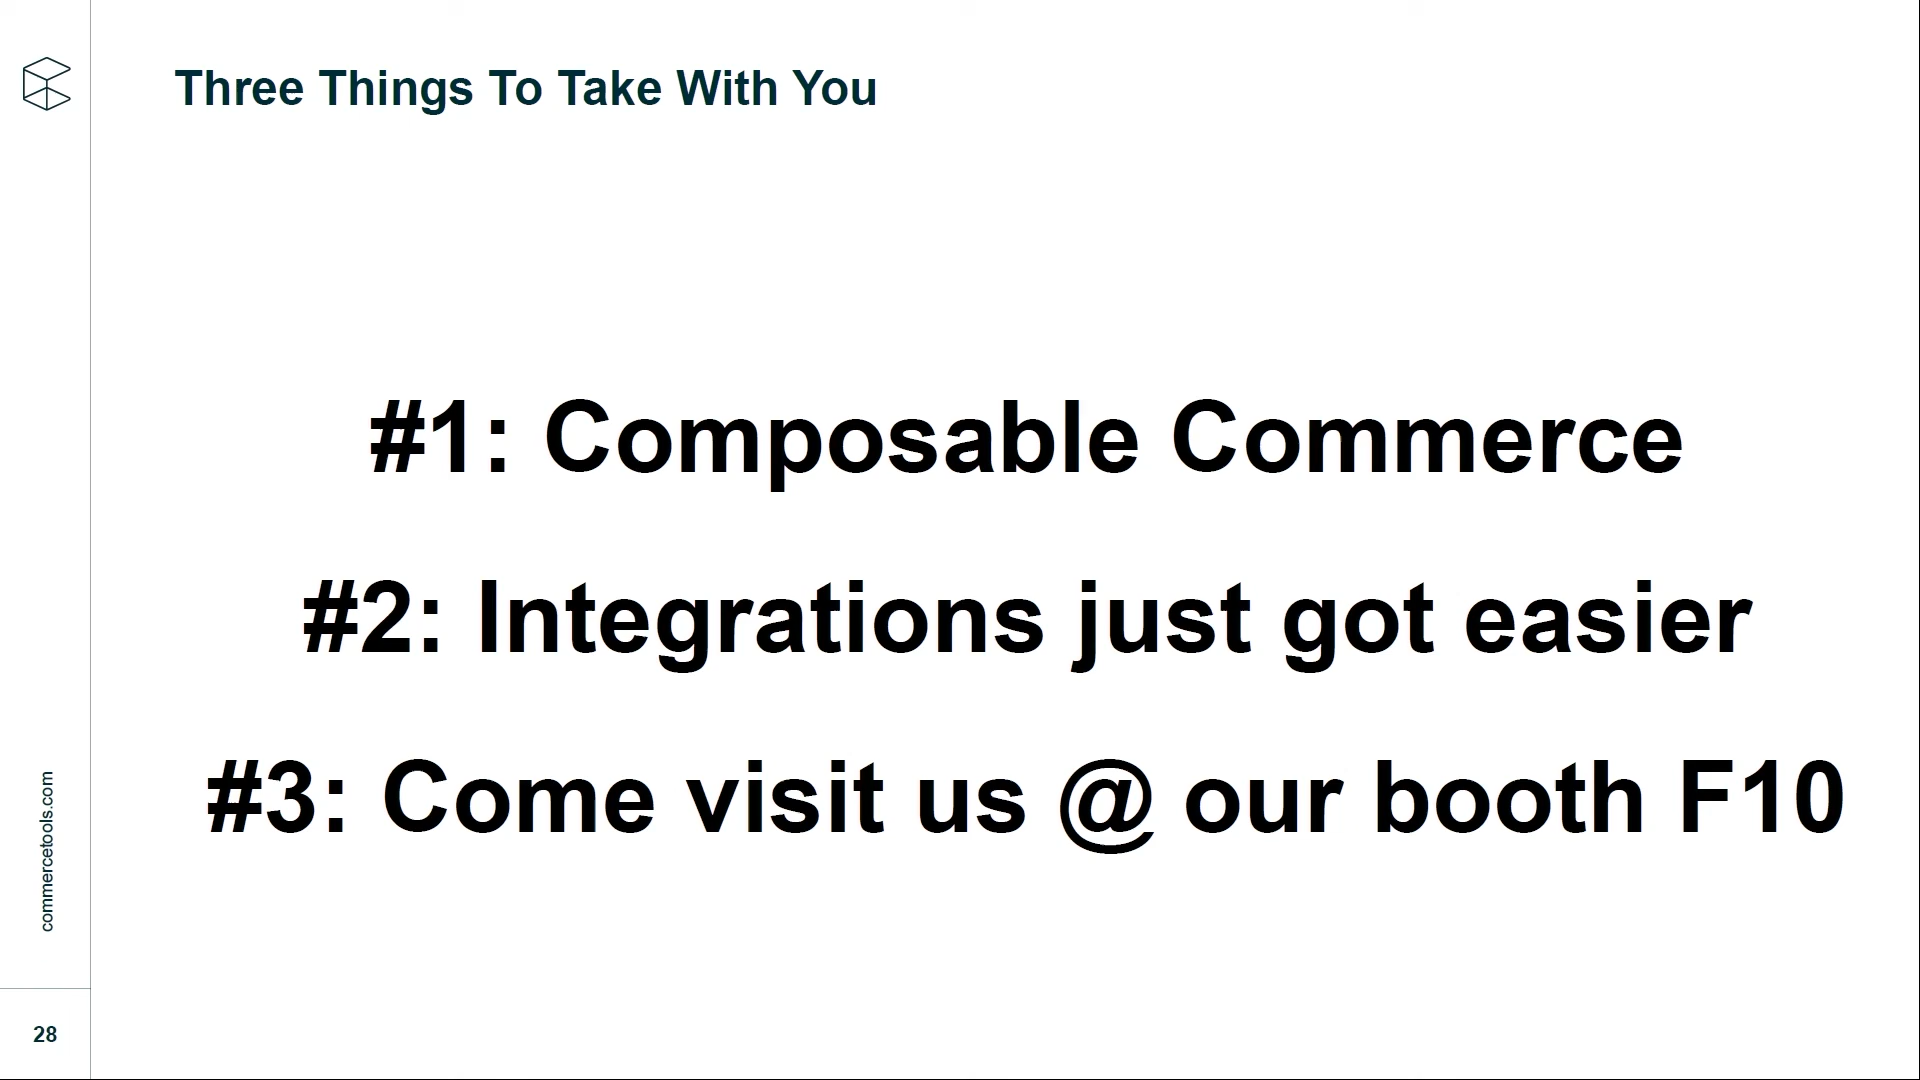 Three Things To Take With You
#1: Composable Commerce
#2: Integrations just got easier
#3: Come visit us @ our booth F10
commercetools.com
28